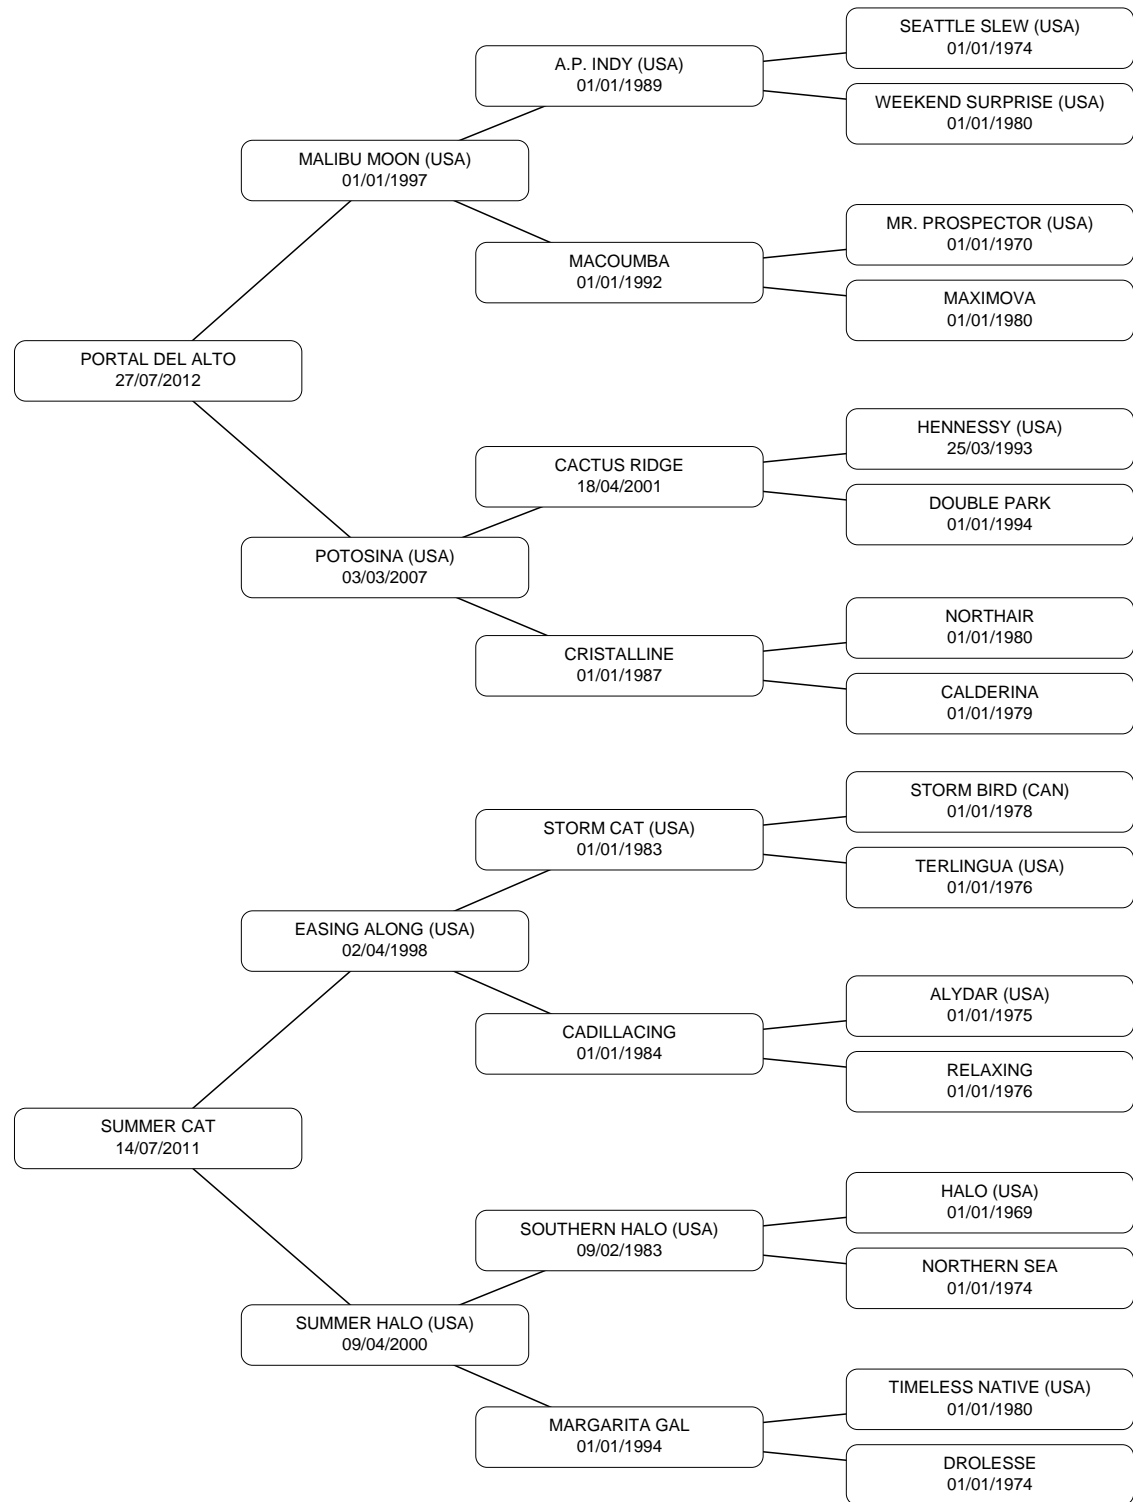 SEATTLE SLEW (USA)
01/01/1974
A.P. INDY (USA)
01/01/1989
WEEKEND SURPRISE (USA)
01/01/1980
MALIBU MOON (USA)
01/01/1997
MR. PROSPECTOR (USA)
01/01/1970
MACOUMBA
01/01/1992
MAXIMOVA
01/01/1980
PORTAL DEL ALTO
27/07/2012
HENNESSY (USA)
25/03/1993
CACTUS RIDGE
18/04/2001
DOUBLE PARK
01/01/1994
POTOSINA (USA)
03/03/2007
NORTHAIR
01/01/1980
CRISTALLINE
01/01/1987
CALDERINA
01/01/1979
STORM BIRD (CAN)
01/01/1978
STORM CAT (USA)
01/01/1983
TERLINGUA (USA)
01/01/1976
EASING ALONG (USA)
02/04/1998
ALYDAR (USA)
01/01/1975
CADILLACING
01/01/1984
RELAXING
01/01/1976
SUMMER CAT
14/07/2011
HALO (USA)
01/01/1969
SOUTHERN HALO (USA)
09/02/1983
NORTHERN SEA
01/01/1974
SUMMER HALO (USA)
09/04/2000
TIMELESS NATIVE (USA)
01/01/1980
MARGARITA GAL
01/01/1994
DROLESSE
01/01/1974